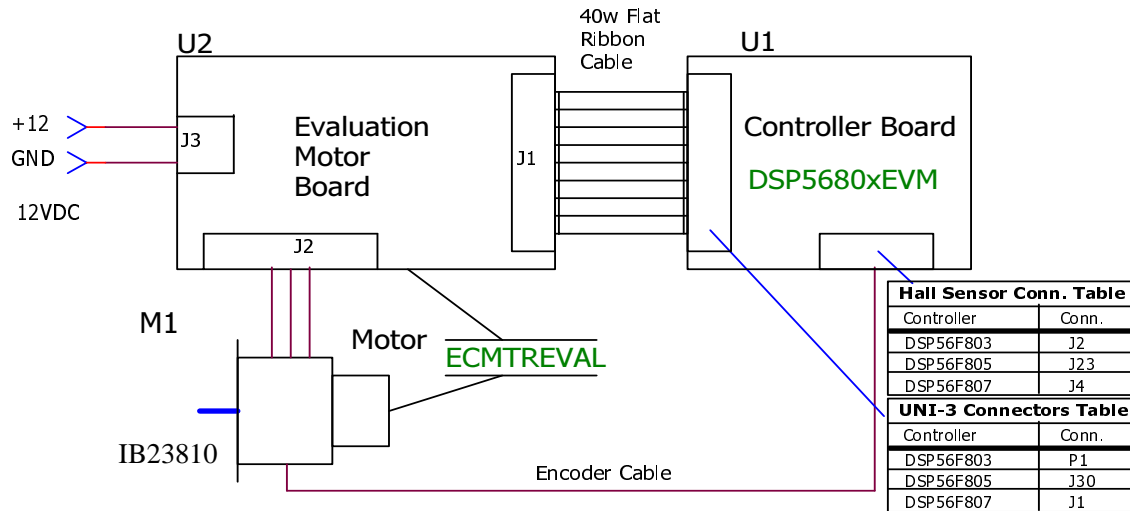 40w Flat
Ribbon
Cable
U2
U1
+12
GND
12VDC
J3
Evaluation
Motor
Board
J1
Controller Board
DSP5680xEVM
J2
M1
Motor
ECMTREVAL
IB23810
Encoder Cable
Hall Sensor Conn. Table
Controller Conn.
DSP56F803 J2
DSP56F805 J23
DSP56F807 J4
UNI-3 Connectors Table
Controller Conn.
DSP56F803 P1
DSP56F805 J30
DSP56F807 J1